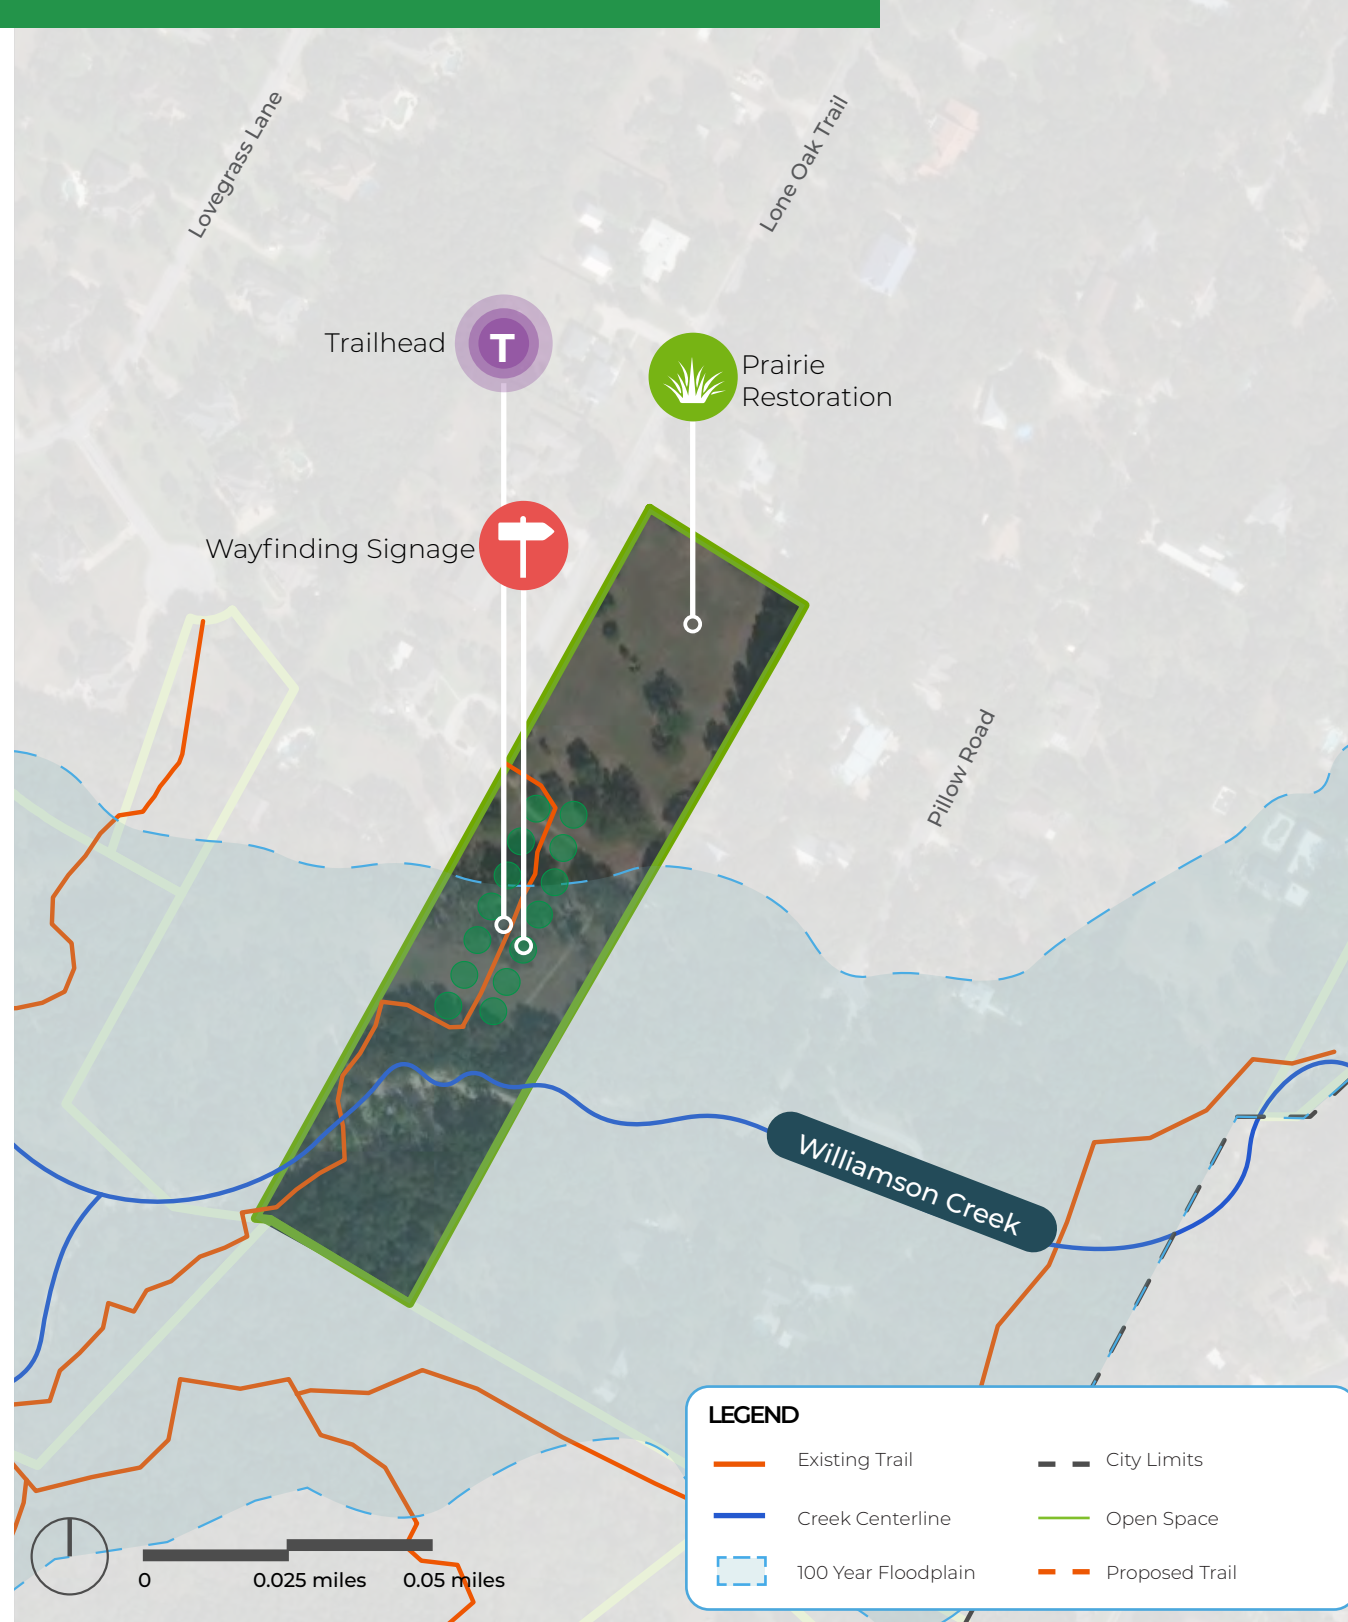 Lovegrass Lane
Lone Oak Trail
Trailhead
T
Prairie
Restoration
Wayfinding Signage
Pillow Road
Williamson Creek
LEGEND
Existing Trail
City Limits
Creek Centerline
Open Space
100 Year Floodplain
Proposed Trail
0
0.025 miles
0.05 miles